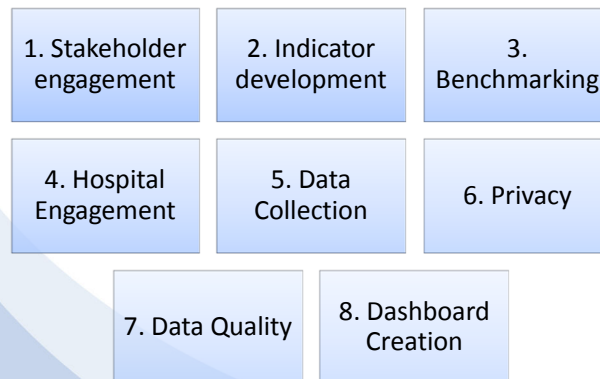 1. Stakeholder
engagement
2. Indicator
development
3.
Benchmarking
4. Hospital
Engagement
5. Data
Collection
6. Privacy
7. Data Quality
8. Dashboard
Creation